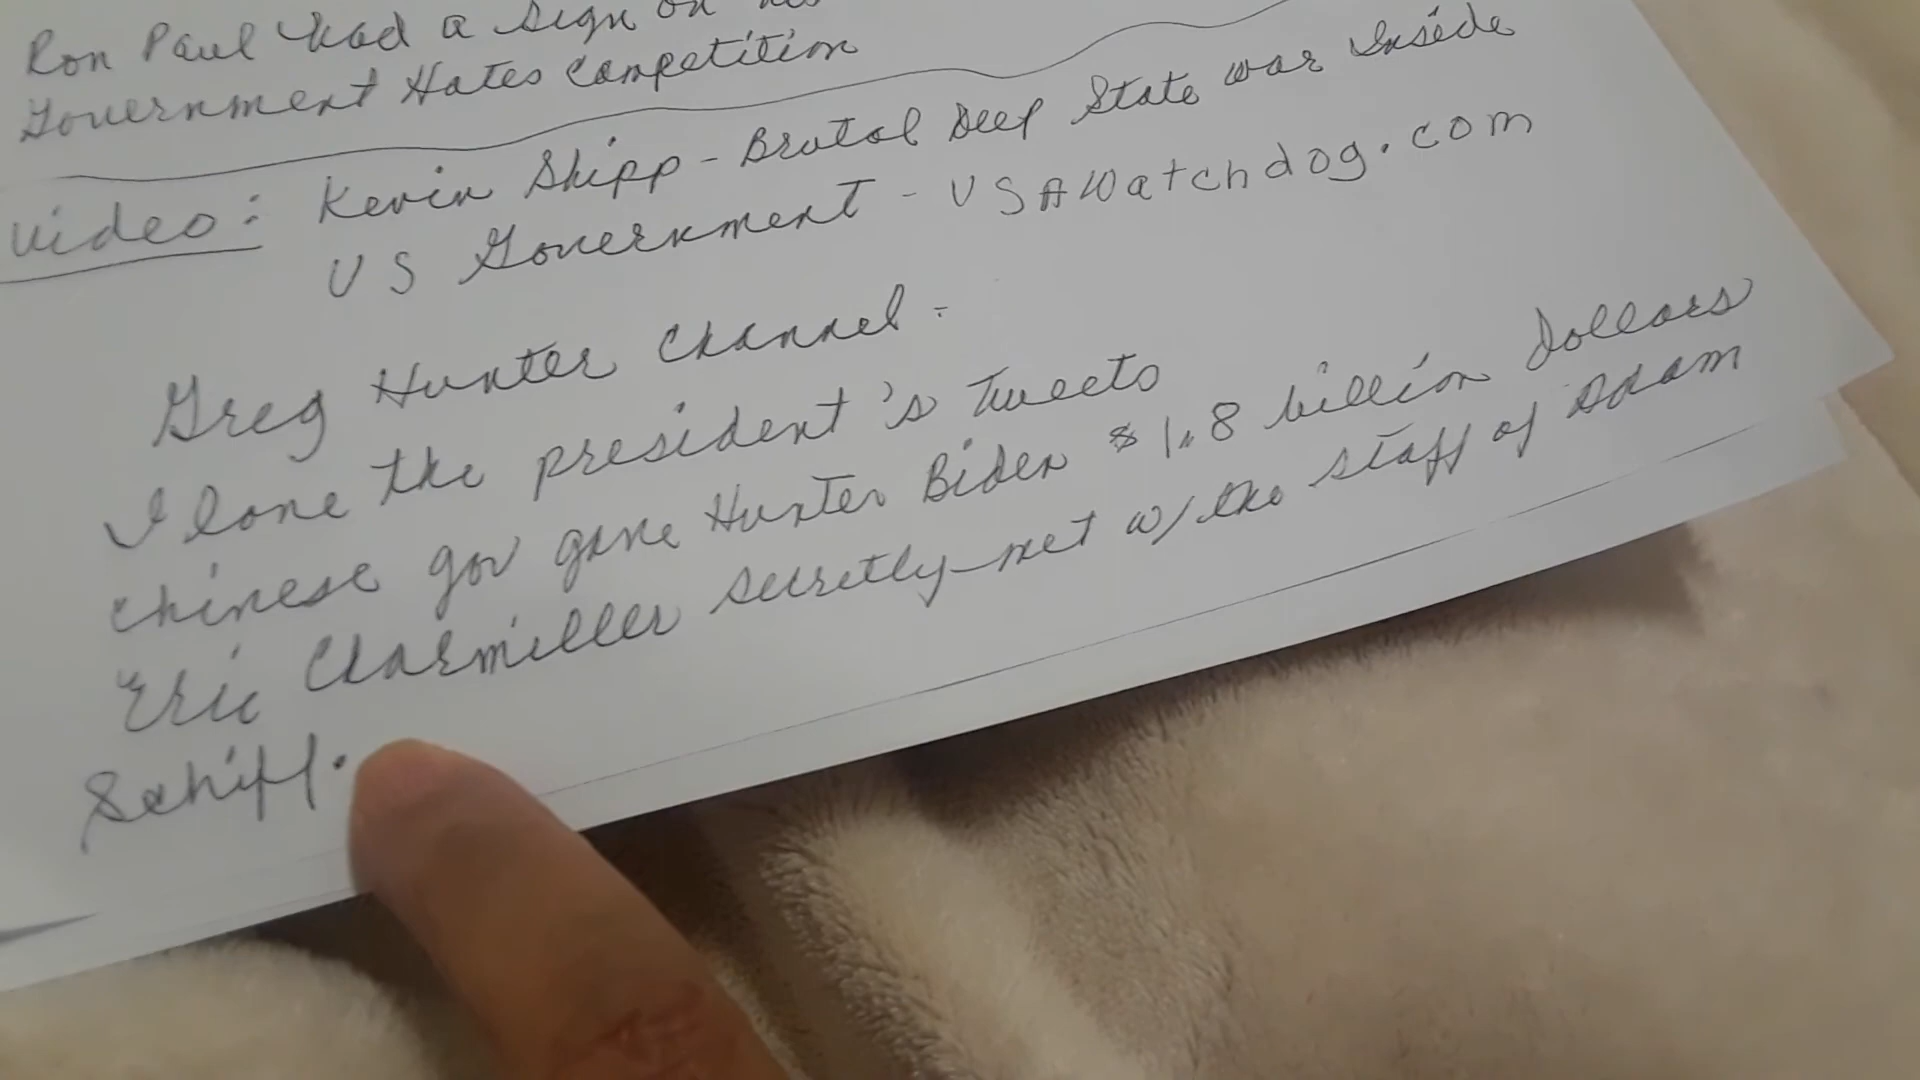 Ron Paul had a sign on his
Government Hates Competition
Video: Kevin Shipp - Brutal Deep State war Inside
US Government - USAWatchdog.com
Greg Hunter Channel -
I love the president's tweets
Chinese gov gave Hunter Biden $1.8 billion dollars
Eric Charmiller secretly met w/ the staff of Adam
Schiff.